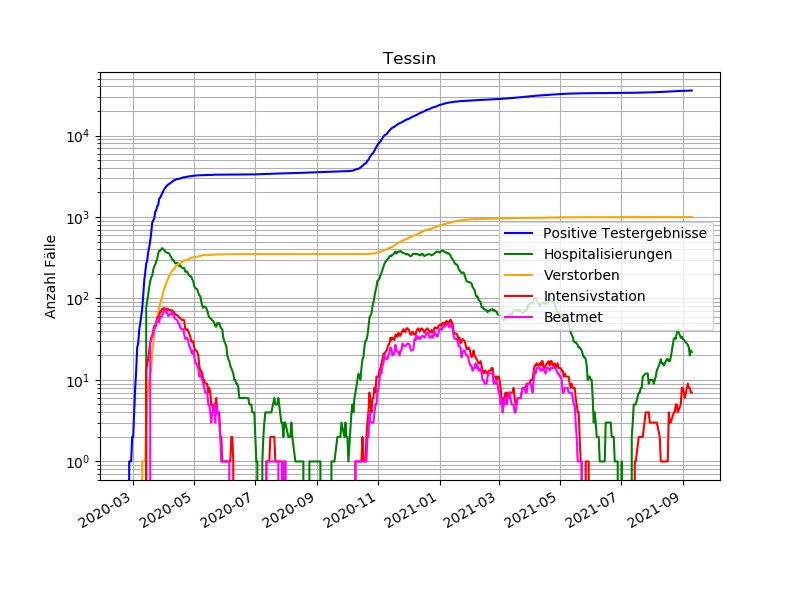 Tessin
Anzahl Fälle
10^4
10^3
10^2
10^1
10^0
Positive Testergebnisse
Hospitalisierungen
Verstorben
Intensivstation
Beatmet
2020-03
2020-05
2020-07
2020-09
2020-11
2021-01
2021-03
2021-05
2021-07
2021-09